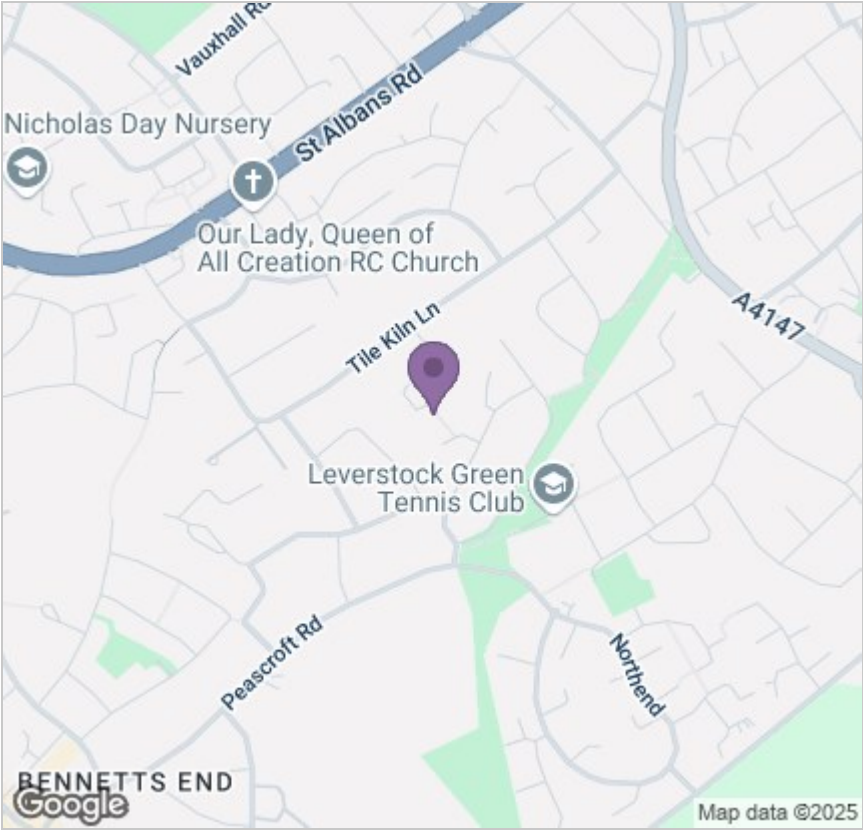 Vauxhall Rd
St Albans Rd
Nicholas Day Nursery
Our Lady, Queen of
All Creation RC Church
Tile Kiln Ln
A4147
Leverstock Green
Tennis Club
Peascroft Rd
Northend
BENNETTS END
Google
Map data ©2025